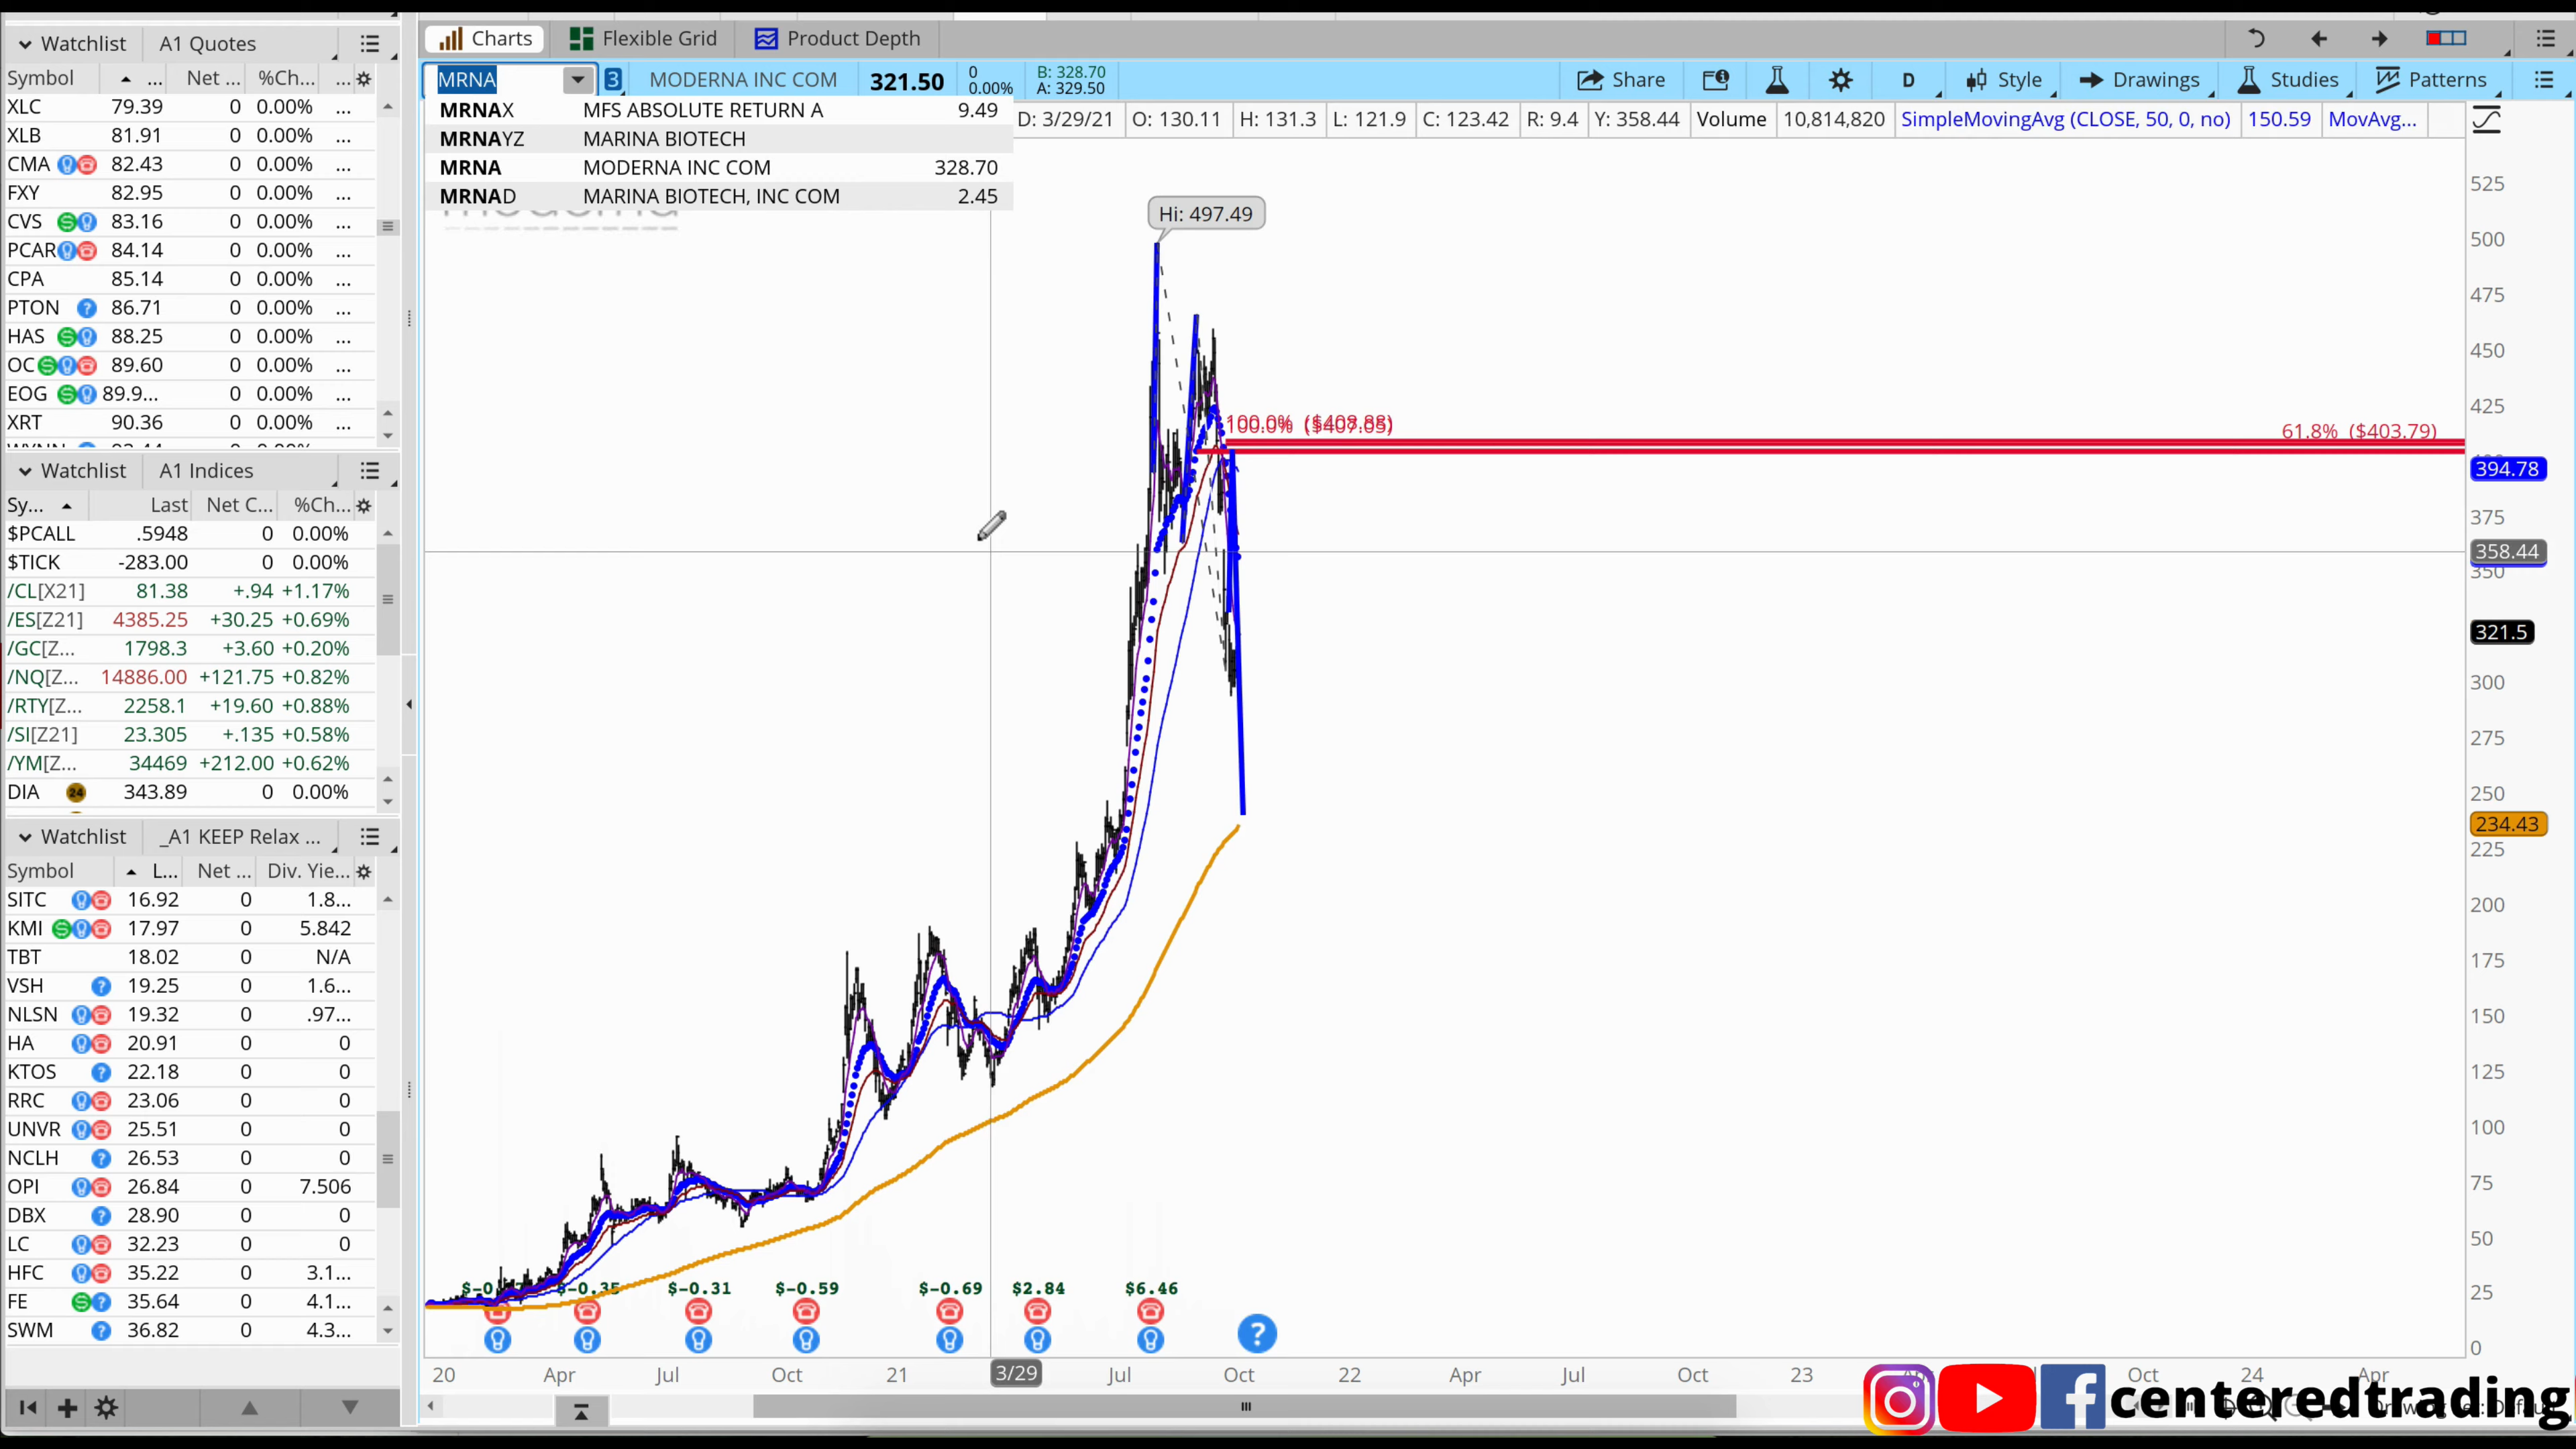 Watchlist A1 Quotes
Symbol ... Net ... %Ch... ...
XLC 79.39 0 0.00% ...
XLB 81.91 0 0.00% ...
CMA 82.43 0 0.00% ...
FXY 82.95 0 0.00% ...
CVS 83.16 0 0.00% ...
PCAR 84.14 0 0.00% ...
CPA 85.14 0 0.00% ...
PTON 86.71 0 0.00% ...
HAS 88.25 0 0.00% ...
OC 89.60 0 0.00% ...
EOG 89.9... 0 0.00% ...
XRT 90.36 0 0.00% ...
Watchlist A1 Indices
Sy... Last Net C... %Ch...
$PCALL .5948 0 0.00%
$TICK -283.00 0 0.00%
/CL[X21] 81.38 +.94 +1.17%
/ES[Z21] 4385.25 +30.25 +0.69%
/GC[Z... 1798.3 +3.60 +0.20%
/NQ[Z... 14886.00 +121.75 +0.82%
/RTY[Z... 2258.1 +19.60 +0.88%
/SI[Z21] 23.305 +.135 +0.58%
/YM[Z... 34469 +212.00 +0.62%
DIA 24 343.89 0 0.00%
Watchlist _A1 KEEP Relax ...
Symbol L... Net ... Div. Yie...
SITC 16.92 0 1.8...
KMI 17.97 0 5.842
TBT 18.02 0 N/A
VSH 19.25 0 1.6...
NLSN 19.32 0 .97...
HA 20.91 0 0
KTOS 22.18 0 0
RRC 23.06 0 0
UNVR 25.51 0 0
NCLH 26.53 0 0
OPI 26.84 0 7.506
DBX 28.90 0 0
LC 32.23 0 0
HFC 35.22 0 3.1...
FE 35.64 0 4.1...
SWM 36.82 0 4.3...
Charts Flexible Grid Product Depth
MRNA 3 MODERNA INC COM 321.50 0 0.00% B: 328.70 A: 329.50 Share D Style Drawings Studies Patterns
MRNAX MFS ABSOLUTE RETURN A 9.49
MRNAYZ MARINA BIOTECH
MRNA MODERNA INC COM 328.70
MRNAD MARINA BIOTECH, INC COM 2.45
D: 3/29/21 O: 130.11 H: 131.3 L: 121.9 C: 123.42 R: 9.4 Y: 358.44 Volume 10,814,820 SimpleMovingAvg (CLOSE, 50, 0, no) 150.59 MovAvg...
Hi: 497.49
61.8% ($403.79)
525
500
475
450
425
394.78
375
358.44
350
321.5
300
275
250
234.43
225
200
175
150
125
100
75
50
25
0
$-0.35 $-0.31 $-0.59 $-0.69 $2.84 $6.46
20 Apr Jul Oct 21 3/29 Jul Oct 22 Apr Jul Oct 23 Oct 24 Apr
centeredtrading